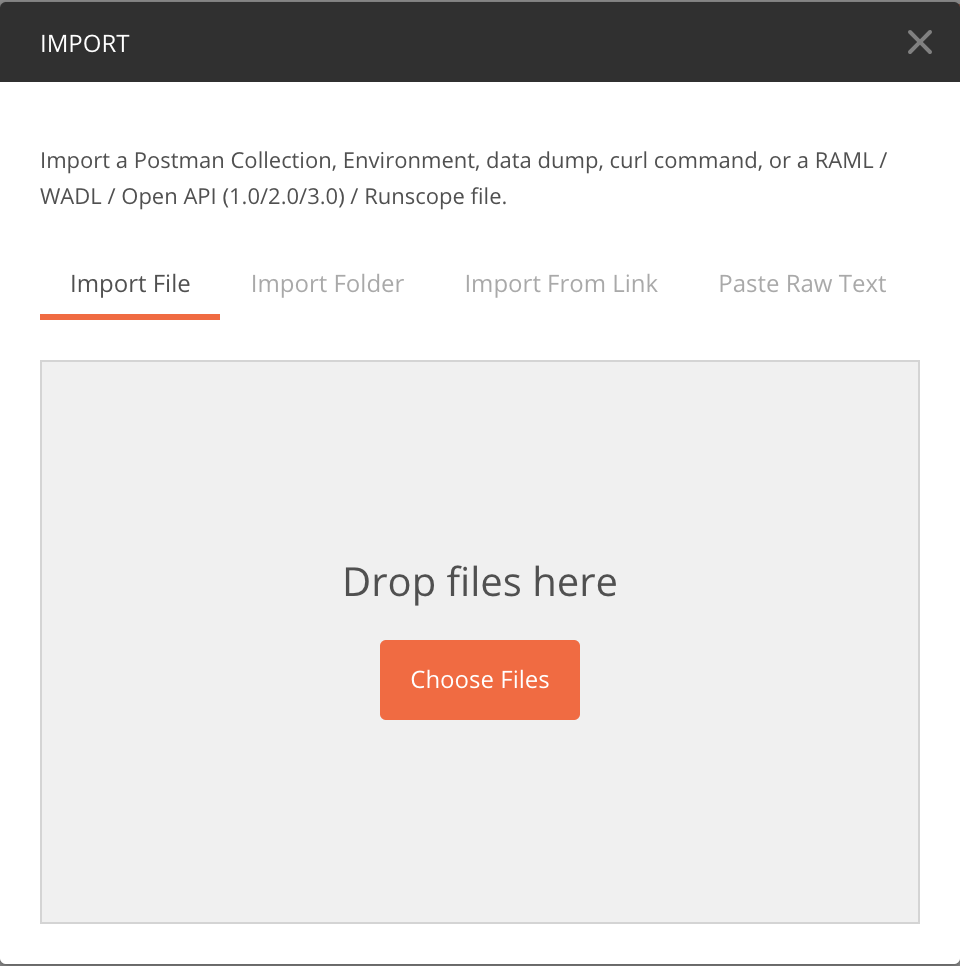 IMPORT
Import a Postman Collection, Environment, data dump, curl command, or a RAML /
WADL / Open API (1.0/2.0/3.0) / Runscope file.
Import File Import Folder Import From Link Paste Raw Text
Drop files here
Choose Files